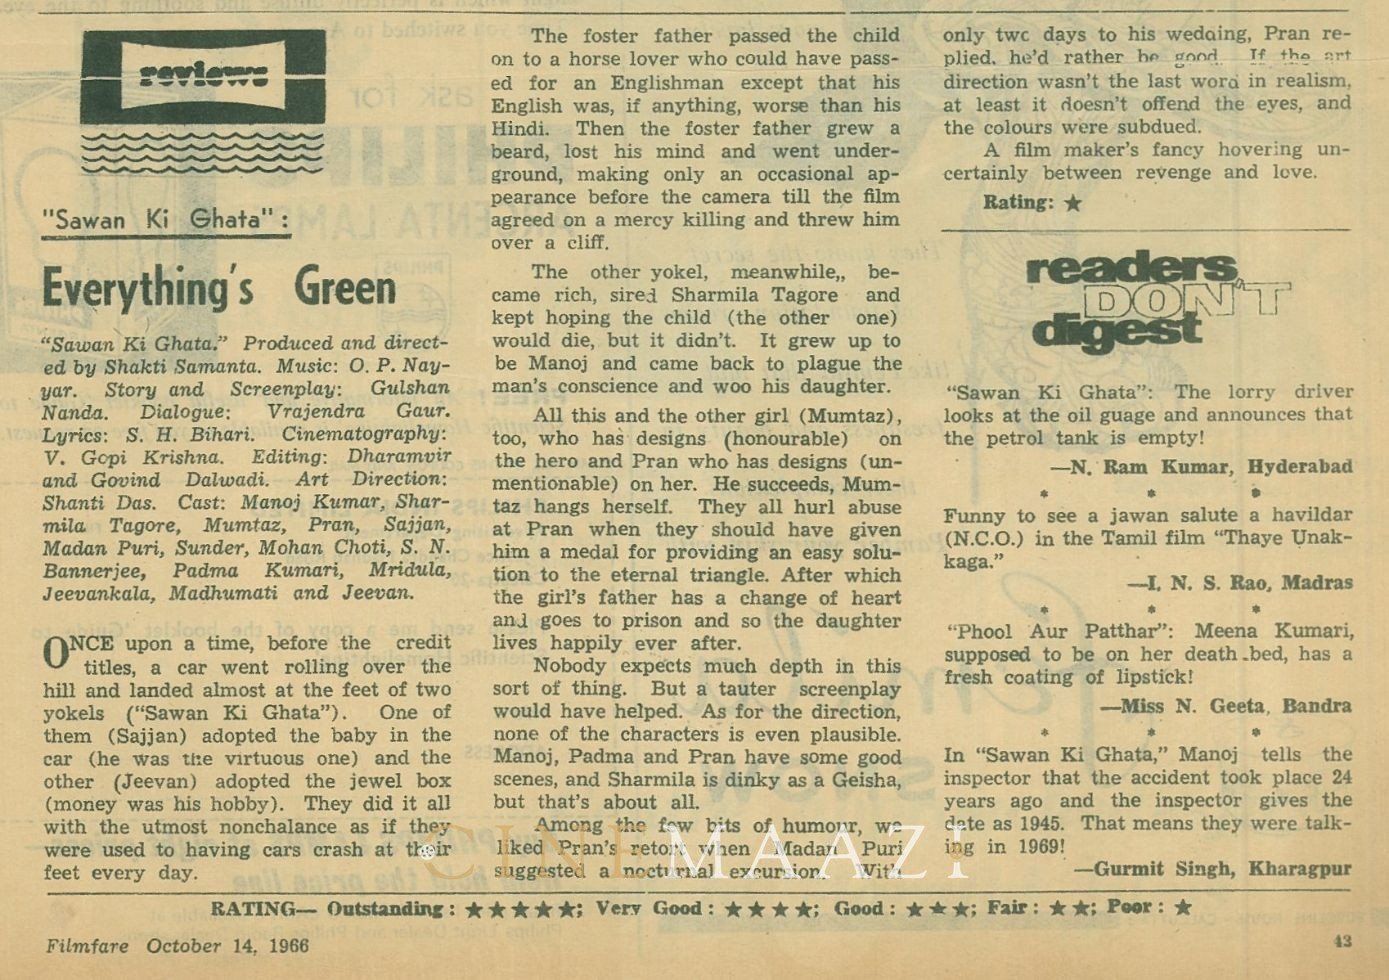 reviews
"Sawan Ki Ghata" :
Everything's Green
"Sawan Ki Ghata." Produced and direct-
ed by Shakti Samanta. Music: O. P. Nay-
yar. Story and Screenplay: Gulshan
Nanda. Dialogue: Vrajendra Gaur.
Lyrics: S. H. Bihari. Cinematography:
V. Gopi Krishna. Editing: Dharamvir
and Govind Dalwadi. Art Direction:
Shanti Das. Cast: Manoj Kumar, Shar-
mila Tagore, Mumtaz, Pran, Sajjan,
Madan Puri, Sunder, Mohan Choti, S. N.
Bannerjee, Padma Kumari, Mridula,
Jeevankala, Madhumati and Jeevan.
ONCE upon a time, before the credit
titles, a car went rolling over the
hill and landed almost at the feet of two
yokels ("Sawan Ki Ghata"). One of
them (Sajjan) adopted the baby in the
car (he was the virtuous one) and the
other (Jeevan) adopted the jewel box
(money was his hobby). They did it all
with the utmost nonchalance as if they
were used to having cars crash at their
feet every day.
The foster father passed the child
on to a horse lover who could have pass-
ed for an Englishman except that his
English was, if anything, worse than his
Hindi. Then the foster father grew a
beard, lost his mind and went under-
ground, making only an occasional ap-
pearance before the camera till the film
agreed on a mercy killing and threw him
over a cliff.
The other yokel, meanwhile,, be-
came rich, sired Sharmila Tagore and
kept hoping the child (the other one)
would die, but it didn't. It grew up to
be Manoj and came back to plague the
man's conscience and woo his daughter.
All this and the other girl (Mumtaz),
too, who has designs (honourable) on
the hero and Pran who has designs (un-
mentionable) on her. He succeeds, Mum-
taz hangs herself. They all hurl abuse
at Pran when they should have given
him a medal for providing an easy solu-
tion to the eternal triangle. After which
the girl's father has a change of heart
and goes to prison and so the daughter
lives happily ever after.
Nobody expects much depth in this
sort of thing. But a tauter screenplay
would have helped. As for the direction,
none of the characters is even plausible.
Manoj, Padma and Pran have some good
scenes, and Sharmila is dinky as a Geisha,
but that's about all.
Among the few bits of humour, we
liked Pran's retort when Madan Puri
suggested a nocturnal excursion. With
only two days to his wedding, Pran re-
plied, he'd rather be good. If the art
direction wasn't the last word in realism,
at least it doesn't offend the eyes, and
the colours were subdued.
A film maker's fancy hovering un-
certainly between revenge and love.
Rating: ★
readers
DON'T
digest
"Sawan Ki Ghata": The lorry driver
looks at the oil guage and announces that
the petrol tank is empty!
—N. Ram Kumar, Hyderabad
* * *
Funny to see a jawan salute a havildar
(N.C.O.) in the Tamil film "Thaye Unak-
kaga."
—I. N. S. Rao, Madras
* * *
"Phool Aur Patthar": Meena Kumari,
supposed to be on her death bed, has a
fresh coating of lipstick!
—Miss N. Geeta, Bandra
* * *
In "Sawan Ki Ghata," Manoj tells the
inspector that the accident took place 24
years ago and the inspector gives the
date as 1945. That means they were talk-
ing in 1969!
—Gurmit Singh, Kharagpur
RATING— Outstanding : ★★★★★; Very Good : ★★★★; Good : ★★★; Fair : ★★; Poor : ★
Filmfare October 14, 1966
43
CINEMAAZI